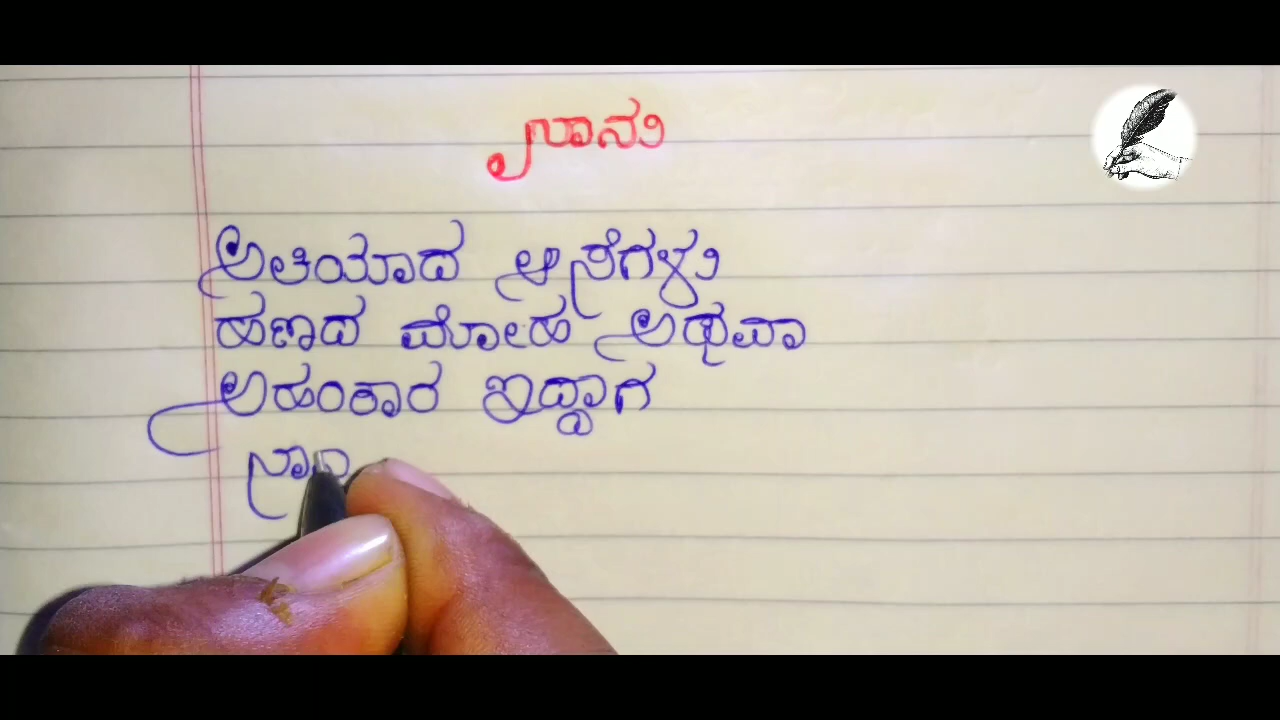 ನಾನು
ಅತಿಯಾದ ಆಸೆಗಳು
ಹಣದ ಮೋಹ ಅಥವಾ
ಅಹಂಕಾರ ಇದ್ದಾಗ